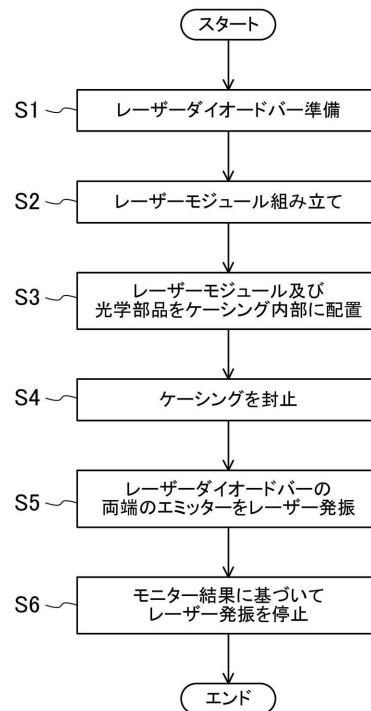 スタート
S1
レーザーダイオードバー準備
S2
レーザーモジュール組み立て
S3
レーザーモジュール及び
光学部品をケーシング内部に配置
S4
ケーシングを封止
S5
レーザーダイオードバーの
両端のエミッターをレーザー発振
S6
モニター結果に基づいて
レーザー発振を停止
エンド